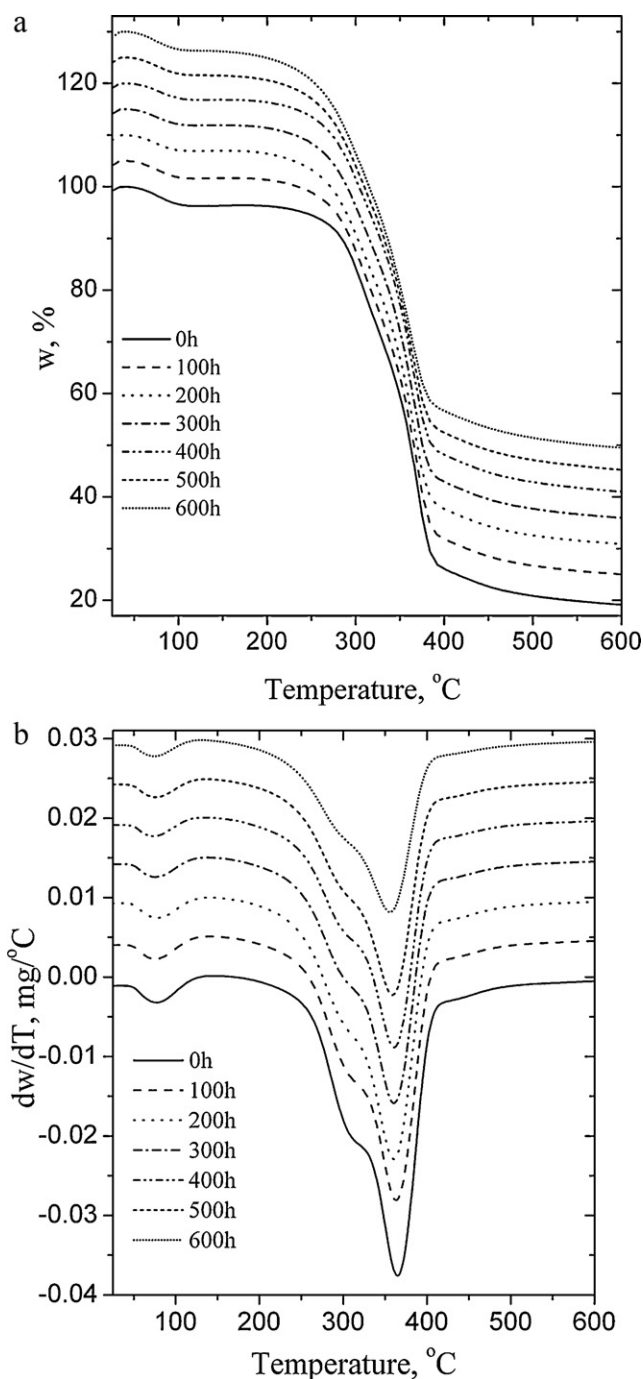 a
120
100
80
60
40
20
w, %
0h
100h
200h
300h
400h
500h
600h
100 200 300 400 500 600
Temperature, °C
b
0.03
0.02
0.01
0.00
-0.01
-0.02
-0.03
-0.04
dw/dT, mg/°C
0h
100h
200h
300h
400h
500h
600h
100 200 300 400 500 600
Temperature, °C